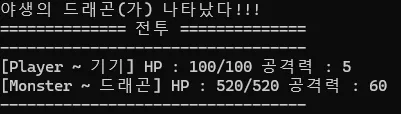 야생의 드래곤(가) 나타났다!!!
============= 전투 =============
--------------------------------
[Player ~ 기기] HP : 100/100 공격력 : 5
[Monster ~ 드래곤] HP : 520/520 공격력 : 60
--------------------------------